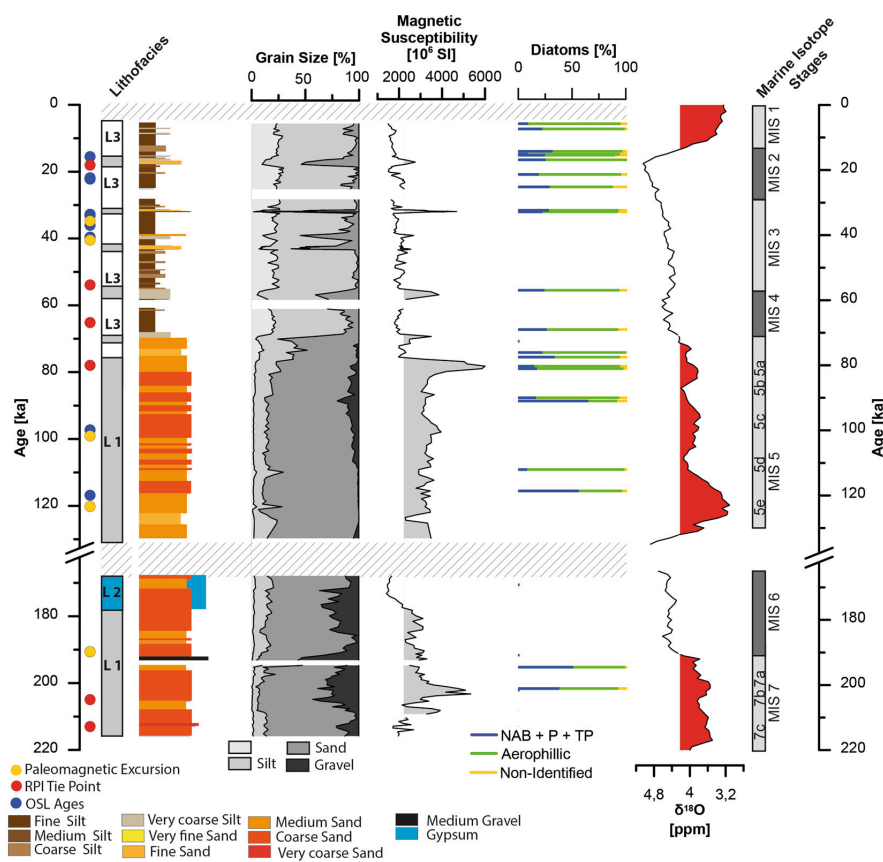 Lithofacies
Grain Size [%]
0 50 100
Magnetic
Susceptibility
[10⁶ SI]
2000 4000 6000
Diatoms [%]
0 50 100
Marine Isotope
Stages
Age [ka]
0
20
40
60
80
100
120
180
200
220
L3
L3
L3
L3
L 1
L 2
L 1
MIS 1
MIS 2
MIS 3
MIS 4
MIS 5
5a
5b
5c
5d
5e
MIS 6
MIS 7
7a
7b
7c
Age [ka]
0
20
40
60
80
100
120
180
200
220
4,8 4 3,2
δ¹⁸O
[ppm]
Paleomagnetic Excursion
RPI Tie Point
OSL Ages
Silt
Sand
Gravel
NAB + P + TP
Aerophillic
Non-Identified
Fine Silt
Medium Silt
Coarse Silt
Very coarse Silt
Very fine Sand
Fine Sand
Medium Sand
Coarse Sand
Very coarse Sand
Medium Gravel
Gypsum